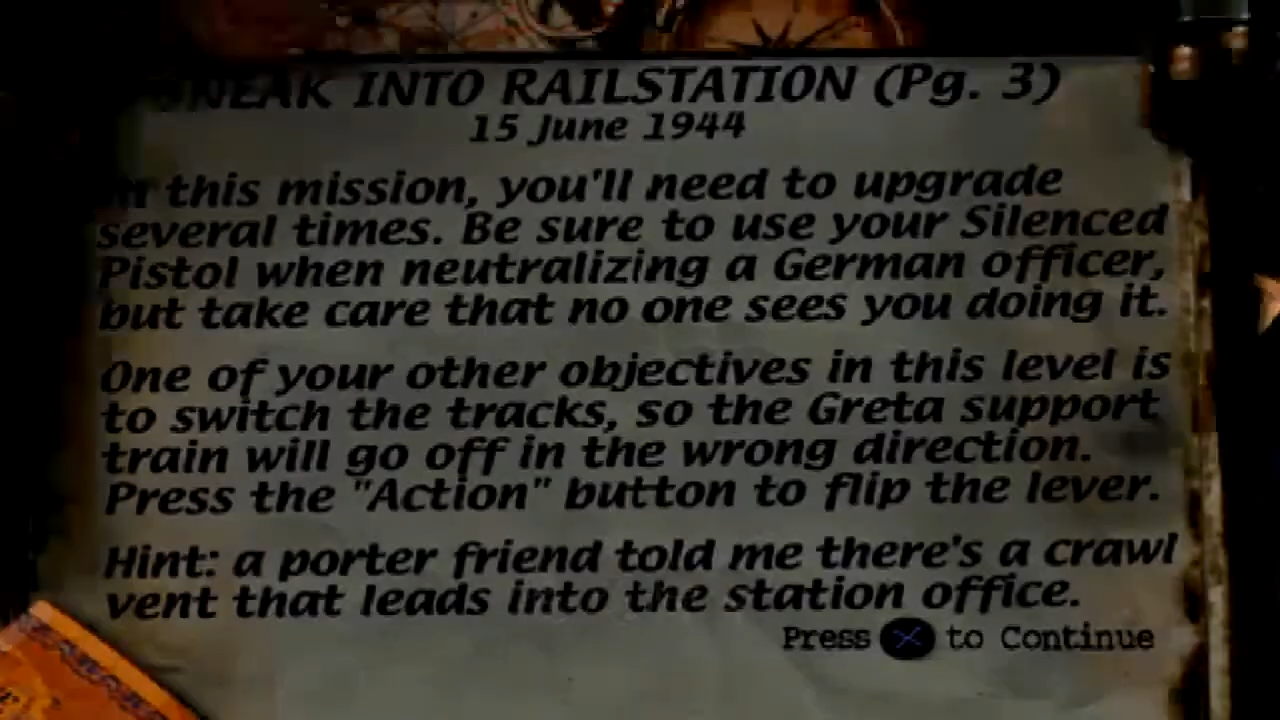 SNEAK INTO RAILSTATION (Pg. 3)
15 June 1944
In this mission, you'll need to upgrade
several times. Be sure to use your Silenced
Pistol when neutralizing a German officer,
but take care that no one sees you doing it.
One of your other objectives in this level is
to switch the tracks, so the Greta support
train will go off in the wrong direction.
Press the "Action" button to flip the lever.
Hint: a porter friend told me there's a crawl
vent that leads into the station office.
Press X to Continue